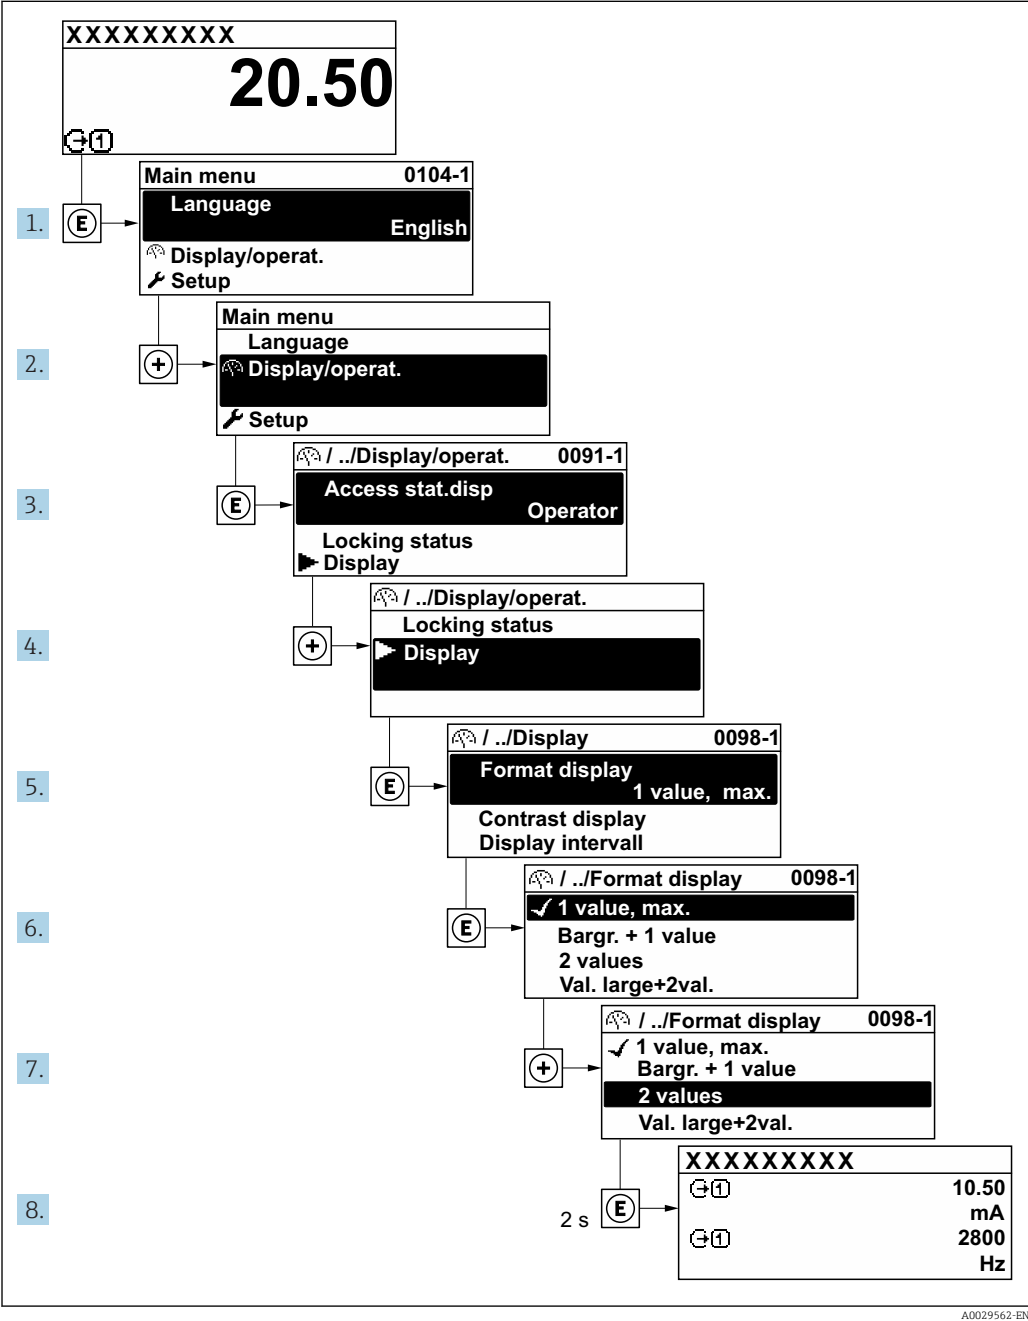 XXXXXXXXX
20.50
1
Main menu 0104-1
Language
English
Display/operat.
Setup
1. E
Main menu
Language
Display/operat.
Setup
2. +
/ ../Display/operat. 0091-1
Access stat.disp
Operator
Locking status
Display
3. E
/ ../Display/operat.
Locking status
Display
4. +
/ ../Display 0098-1
Format display
1 value, max.
Contrast display
Display intervall
5. E
/ ../Format display 0098-1
1 value, max.
Bargr. + 1 value
2 values
Val. large+2val.
6. E
/ ../Format display 0098-1
1 value, max.
Bargr. + 1 value
2 values
Val. large+2val.
7. +
XXXXXXXXX
1 10.50
mA
1 2800
Hz
8. 2 s E
A0029562-EN